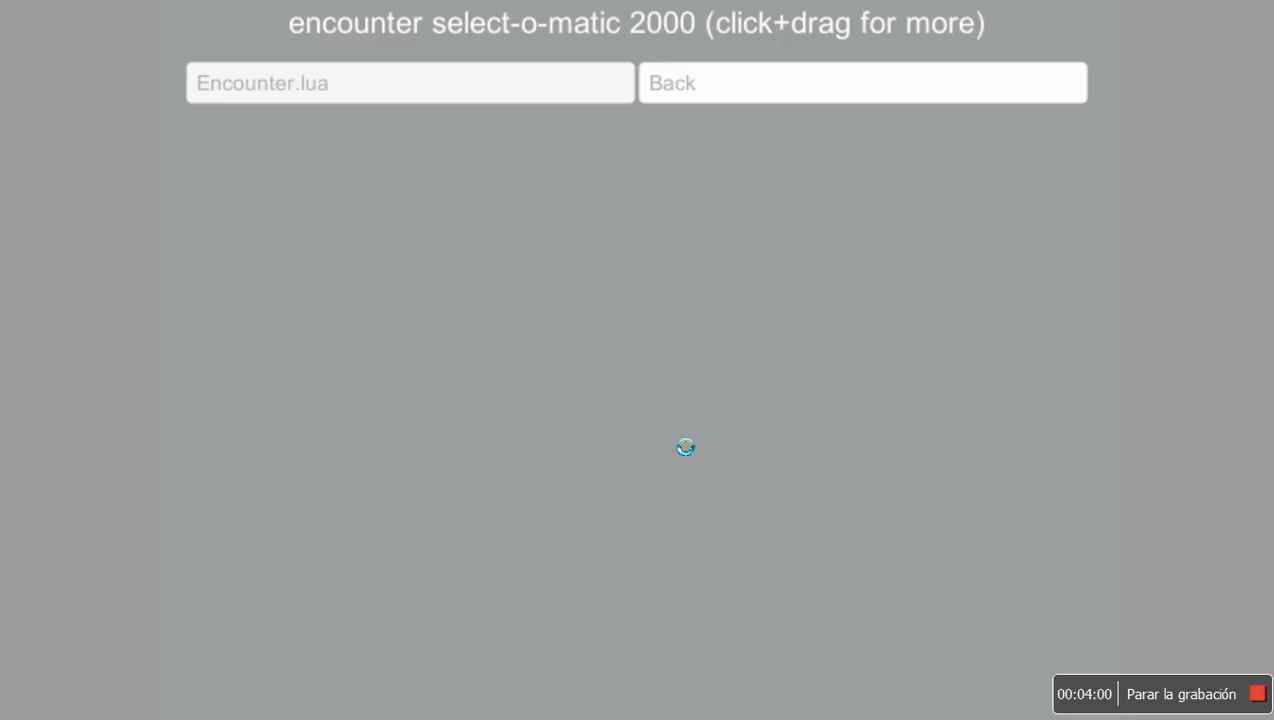 encounter select-o-matic 2000 (click+drag for more)
Encounter.lua Back
00:04:00 Parar la grabación